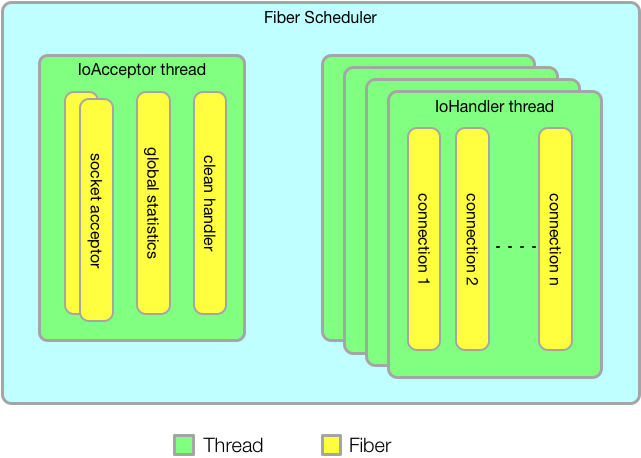 Fiber Scheduler
IoAcceptor thread
socket acceptor
global statistics
clean handler
IoHandler thread
connection 1
connection 2
connection n
Thread
Fiber